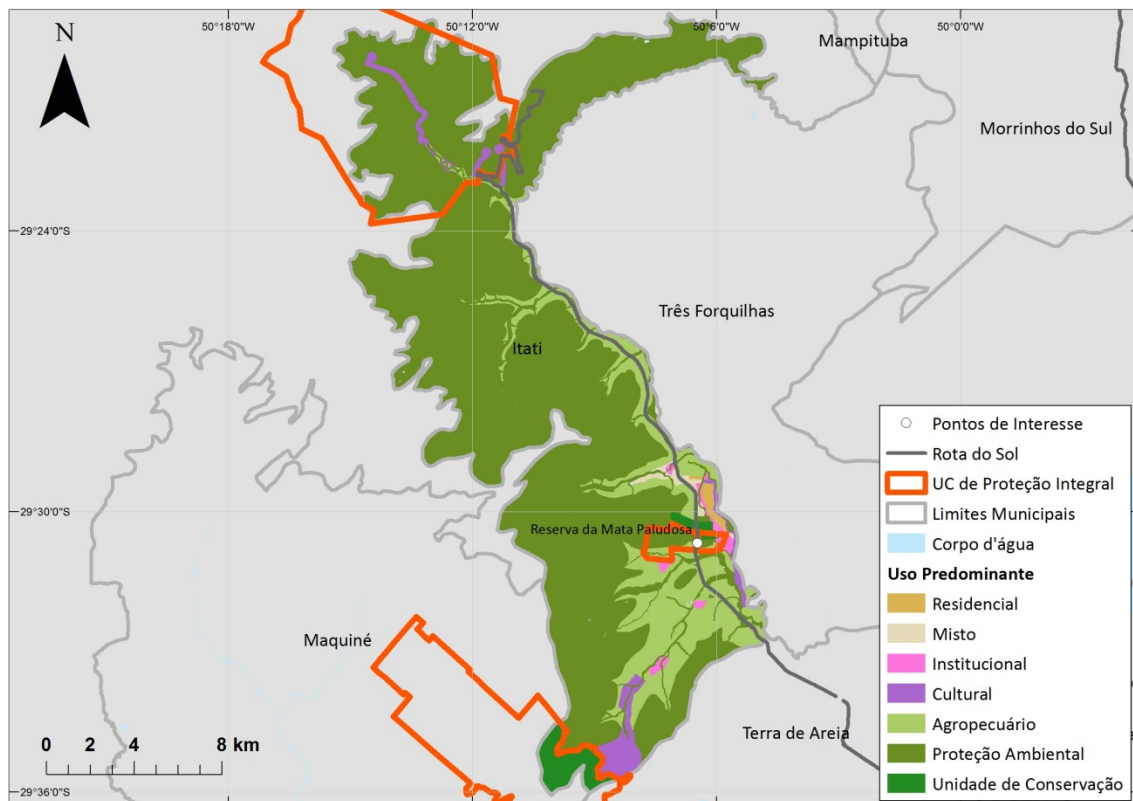 50°18'0"O
50°12'0"O
50°6'0"O
50°0'0"O
N
Mampituba
Morrinhos do Sul
29°24'0"S
Três Forquilhas
Itati
29°30'0"S
Reserva da Mata Paludosa
Maquiné
Terra de Areia
0 2 4 8 km
29°36'0"S
Pontos de Interesse
Rota do Sol
UC de Proteção Integral
Limites Municipais
Corpo d'água
Uso Predominante
Residencial
Misto
Institucional
Cultural
Agropecuário
Proteção Ambiental
Unidade de Conservação